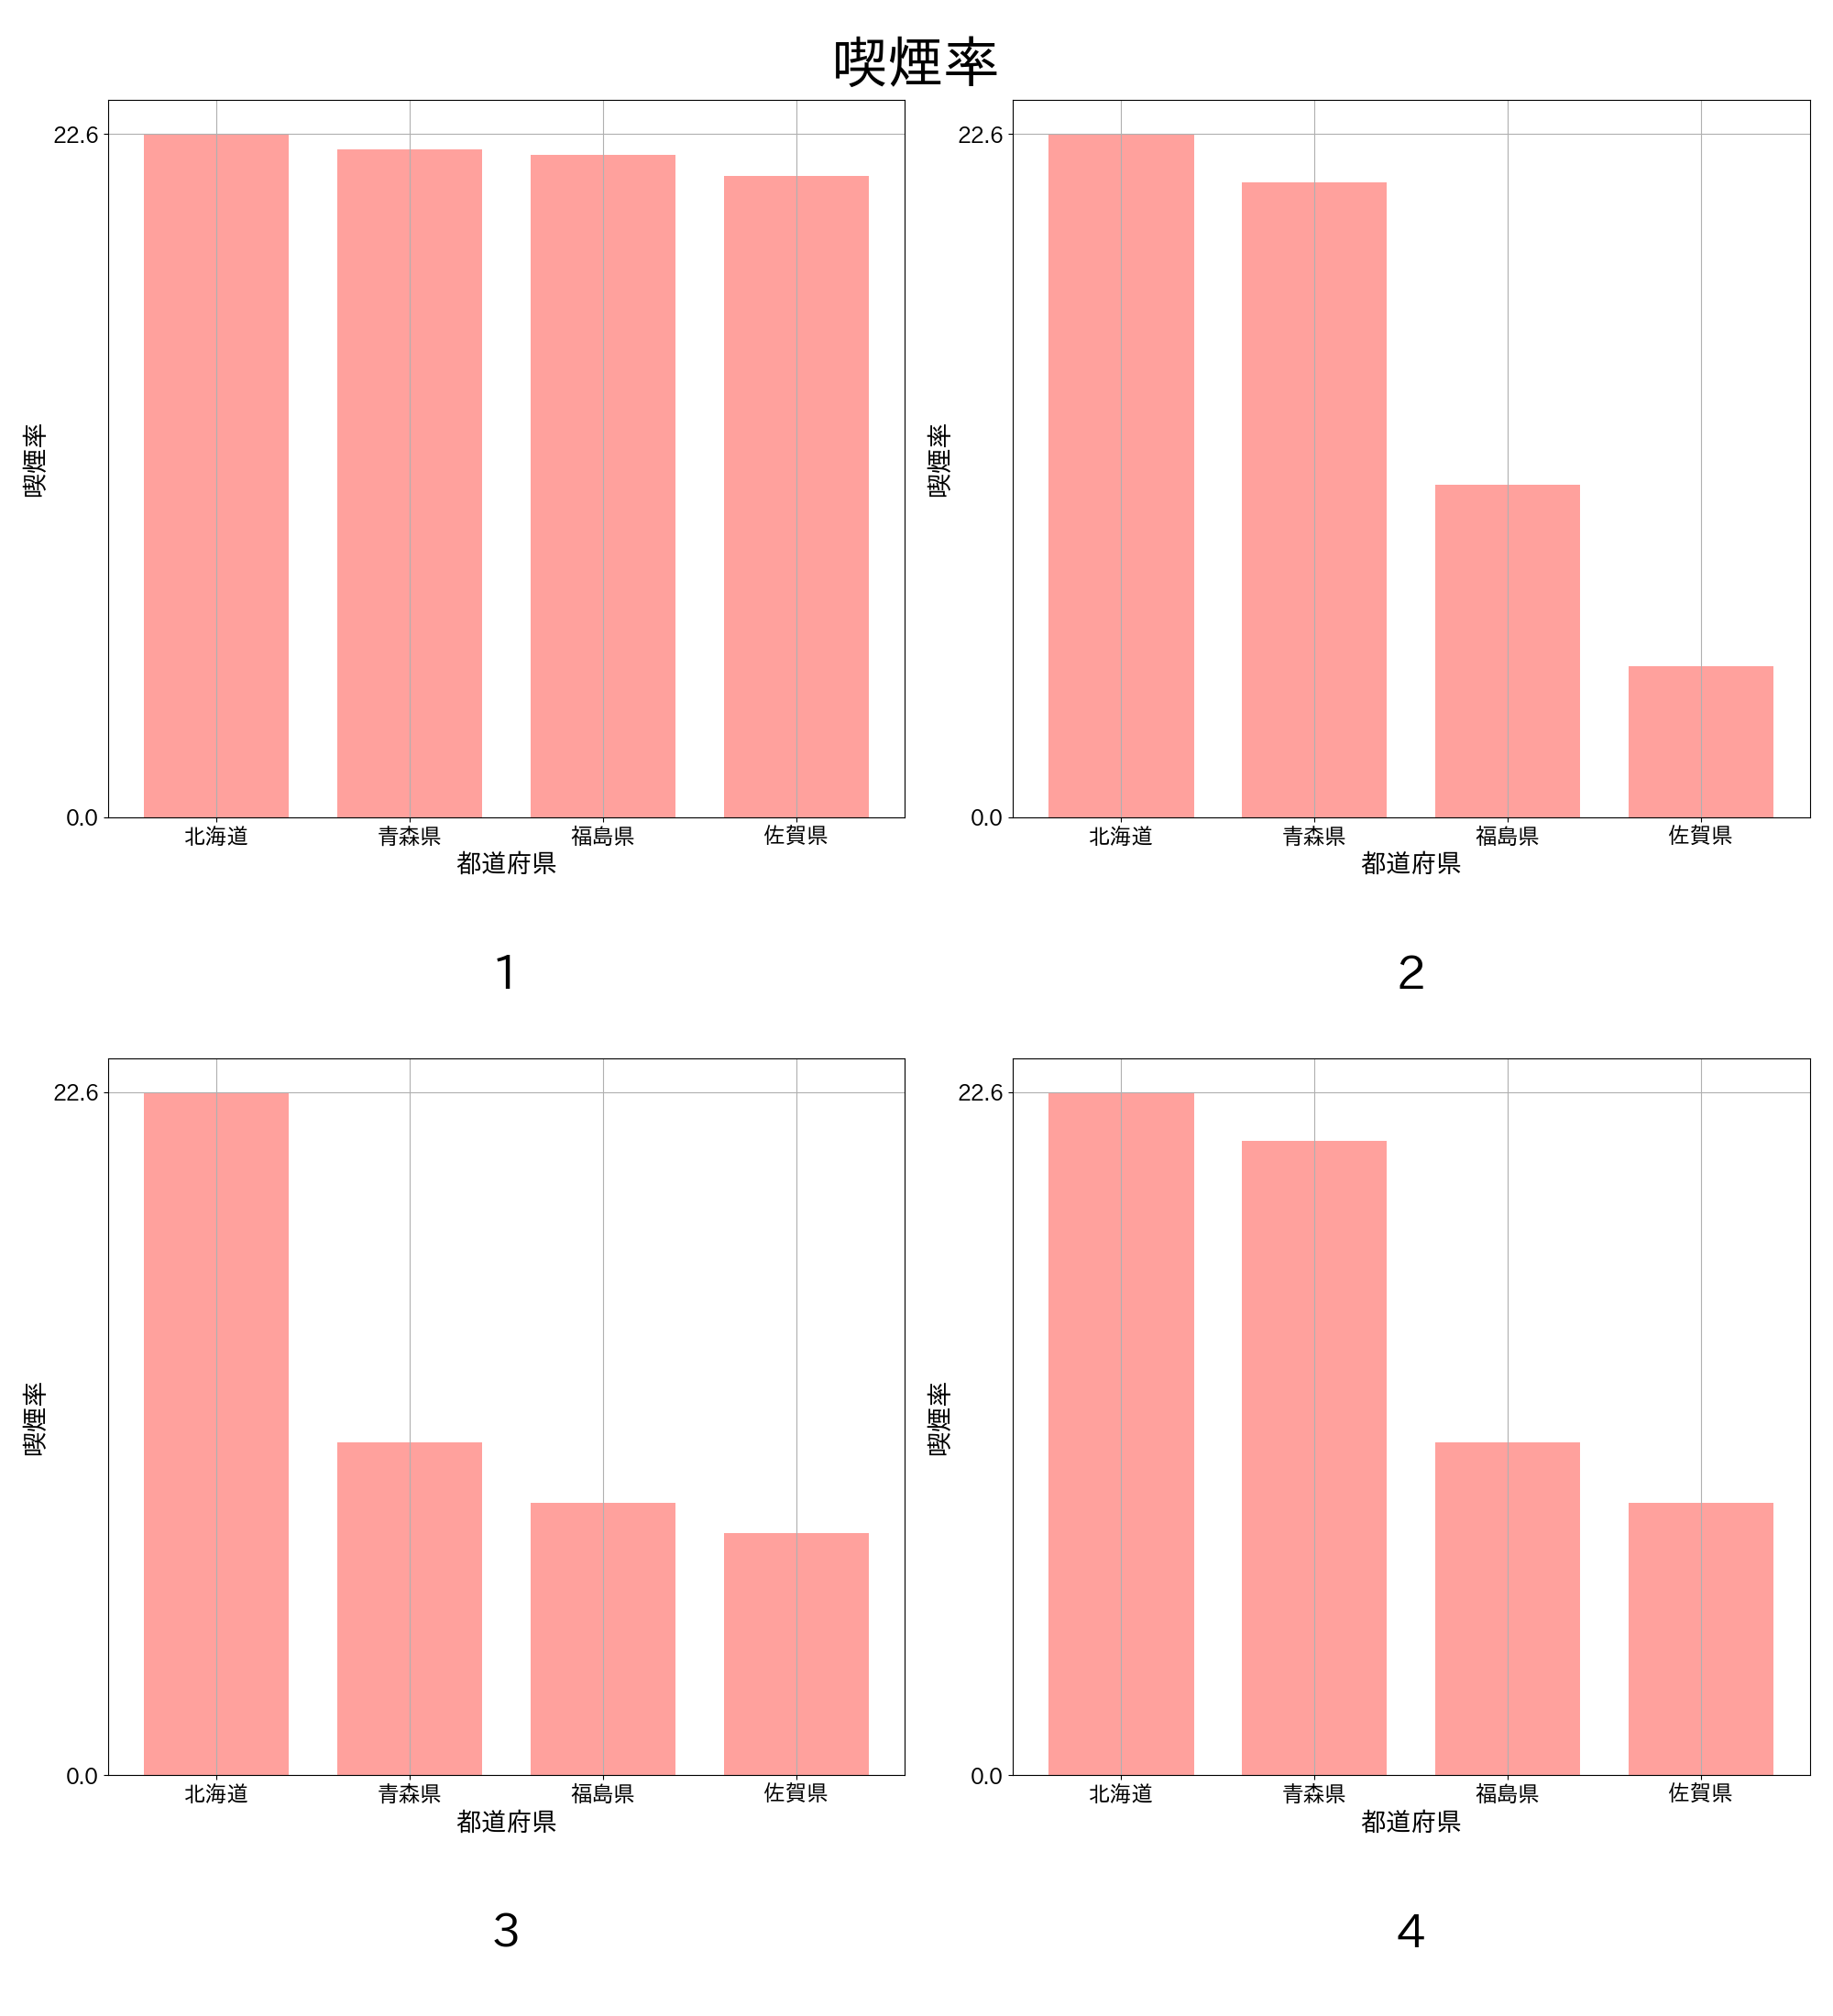 喫煙率
22.6
0.0
喫煙率
北海道 青森県 福島県 佐賀県
都道府県
1
22.6
0.0
喫煙率
北海道 青森県 福島県 佐賀県
都道府県
2
22.6
0.0
喫煙率
北海道 青森県 福島県 佐賀県
都道府県
3
22.6
0.0
喫煙率
北海道 青森県 福島県 佐賀県
都道府県
4